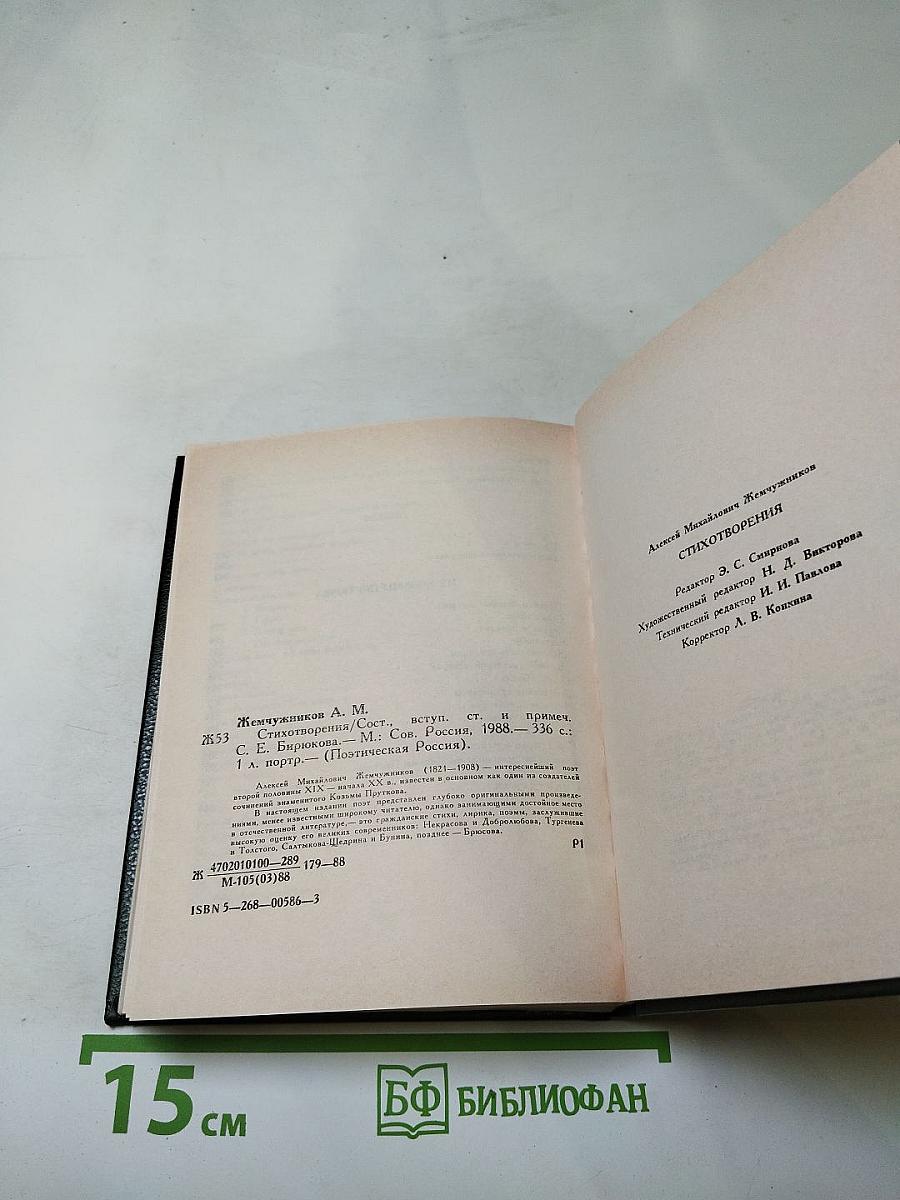 Жемчужников А. М.
Ж53 Стихотворения/Сост., вступ. ст. и примеч.
С. Е. Бирюкова.— М.: Сов. Россия, 1988.— 336 с.:
1 л. портр.— (Поэтическая Россия).
Алексей Михайлович Жемчужников (1821—1908) — интереснейший поэт
второй половины XIX — начала XX в., известен в основном как один из создателей
сочинений знаменитого Козьмы Пруткова.
В настоящем издании поэт представлен глубоко оригинальными произведе-
ниями, менее известными широкому читателю, однако занимающими достойное место
в отечественной литературе,— это гражданские стихи, лирика, поэмы, заслужившие
высокую оценку его великих современников: Некрасова и Добролюбова, Тургенева
и Толстого, Салтыкова-Щедрина и Бунина, позднее — Брюсова.
Ж 4702010100—289 179—88
М-105(03)88
Р1
ISBN 5—268—00586—3
Алексей Михайлович Жемчужников
СТИХОТВОРЕНИЯ
Редактор Э. С. Смирнова
Художественный редактор Н. Д. Викторова
Технический редактор И. И. Павлова
Корректор Л. В. Конкина
15 см
БФ БИБЛИОФАН